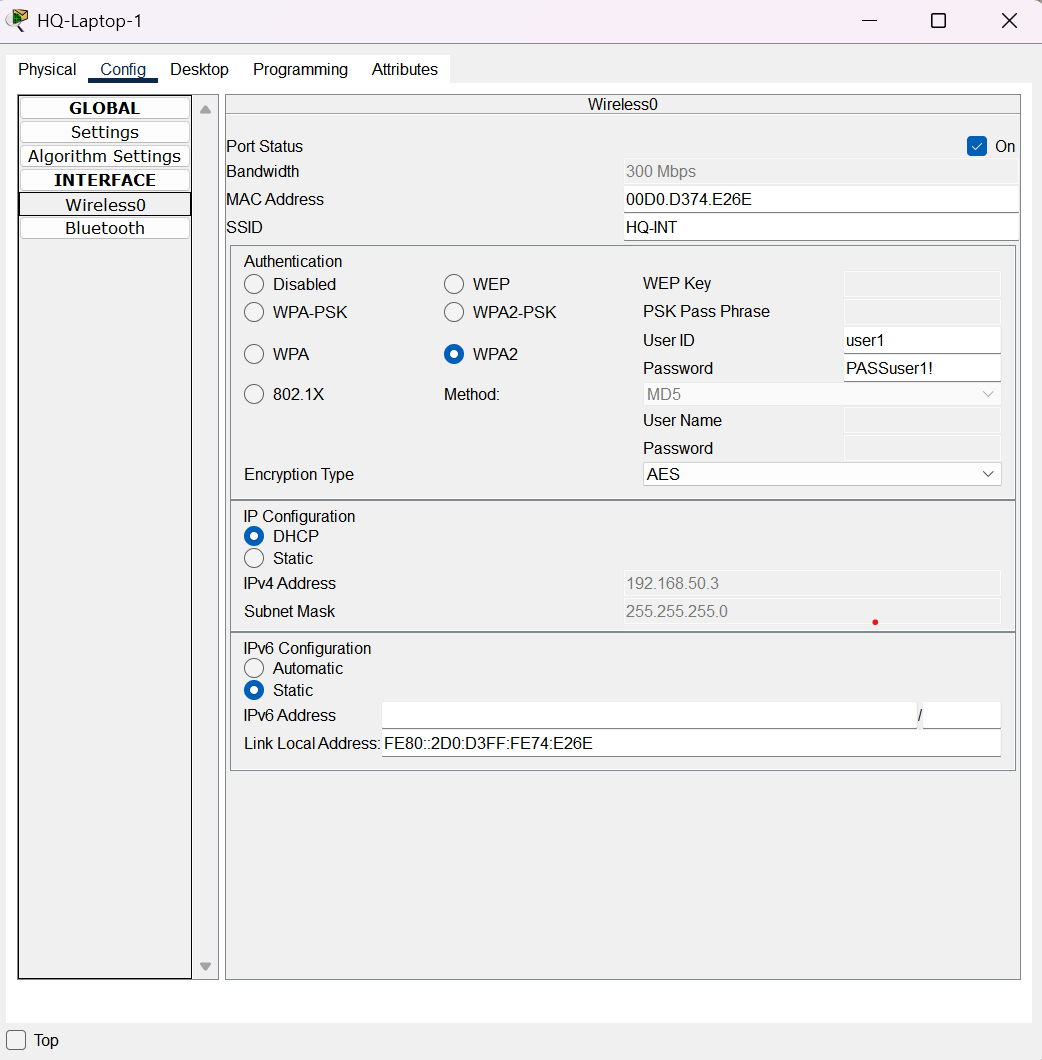 HQ-Laptop-1
Physical Config Desktop Programming Attributes
GLOBAL
Settings
Algorithm Settings
INTERFACE
Wireless0
Bluetooth
Wireless0
Port Status On
Bandwidth 300 Mbps
MAC Address 00D0.D374.E26E
SSID HQ-INT
Authentication
Disabled WEP WEP Key
WPA-PSK WPA2-PSK PSK Pass Phrase
User ID user1
WPA WPA2
Password PASSuser1!
802.1X Method: MD5
User Name
Password
Encryption Type AES
IP Configuration
DHCP
Static
IPv4 Address 192.168.50.3
Subnet Mask 255.255.255.0
IPv6 Configuration
Automatic
Static
IPv6 Address /
Link Local Address: FE80::2D0:D3FF:FE74:E26E
Top